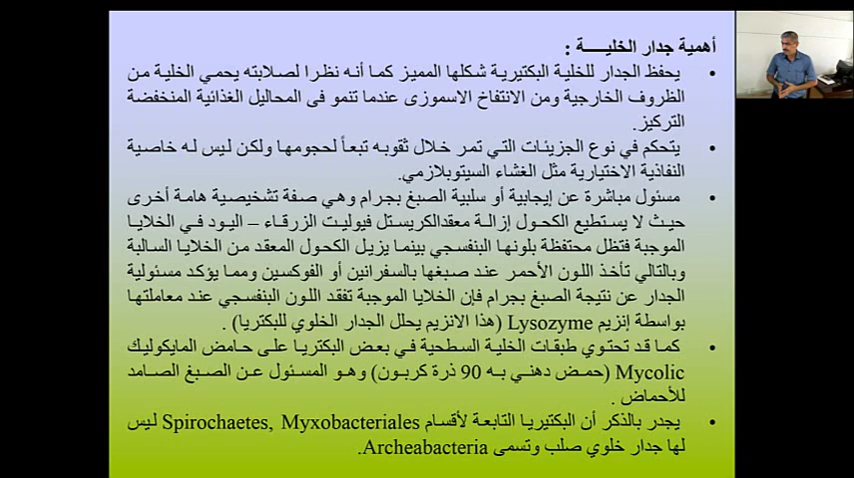 أهمية جدار الخليـــــة :
• يحفظ الجدار للخلية البكتيرية شكلها المميز كما أنه نظرا لصلابته يحمي الخلية من
الظروف الخارجية ومن الانتفاخ الاسموزى عندما تنمو فى المحاليل الغذائية المنخفضة
التركيز.
• يتحكم في نوع الجزيئات التي تمر خلال ثقوبه تبعاً لحجومها ولكن ليس له خاصية
النفاذية الاختيارية مثل الغشاء السيتوبلازمي.
• مسئول مباشرة عن إيجابية أو سلبية الصبغ بجرام وهي صفة تشخيصية هامة أخرى
حيث لا يستطيع الكحول إزالة معقدالكريستل فيوليت الزرقاء – اليود في الخلايا
الموجبة فتظل محتفظة بلونها البنفسجي بينما يزيل الكحول المعقد من الخلايا السالبة
وبالتالي تأخذ اللون الأحمر عند صبغها بالسفرانين أو الفوكسين ومما يؤكد مسئولية
الجدار عن نتيجة الصبغ بجرام فإن الخلايا الموجبة تفقد اللون البنفسجي عند معاملتها
بواسطة إنزيم Lysozyme (هذا الانزيم يحلل الجدار الخلوي للبكتريا) .
• كما قد تحتوي طبقات الخلية السطحية في بعض البكتريا على حامض المايكوليك
Mycolic (حمض دهني به 90 ذرة كربون) وهو المسئول عن الصبغ الصامد
للأحماض .
• يجدر بالذكر أن البكتيريا التابعة لأقسام Spirochaetes, Myxobacteriales ليس
لها جدار خلوي صلب وتسمى Archeabacteria.